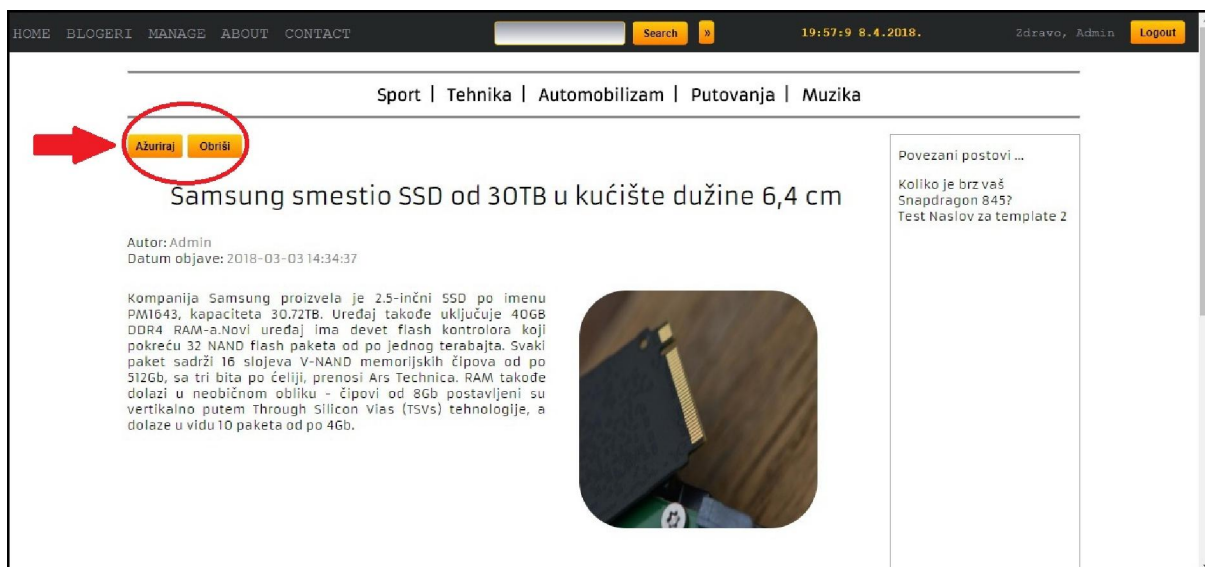 HOME BLOGERI MANAGE ABOUT CONTACT Search » 19:57:9 8.4.2018. Zdravo, Admin Logout
Sport | Tehnika | Automobilizam | Putovanja | Muzika
Ažuriraj Obriši
Samsung smestio SSD od 30TB u kućište dužine 6,4 cm
Autor: Admin
Datum objave: 2018-03-03 14:34:37
Kompanija Samsung proizvela je 2.5-inčni SSD po imenu
PM1643, kapaciteta 30.72TB. Uređaj takođe uključuje 40GB
DDR4 RAM-a.Novi uređaj ima devet flash kontrolora koji
pokreću 32 NAND flash paketa od po jednog terabajta. Svaki
paket sadrži 16 slojeva V-NAND memorijskih čipova od po
512Gb, sa tri bita po ćeliji, prenosi Ars Technica. RAM takođe
dolazi u neobičnom obliku - čipovi od 8Gb postavljeni su
vertikalno putem Through Silicon Vias (TSVs) tehnologije, a
dolaze u vidu 10 paketa od po 4Gb.
Povezani postovi ...
Koliko je brz vaš
Snapdragon 845?
Test Naslov za template 2